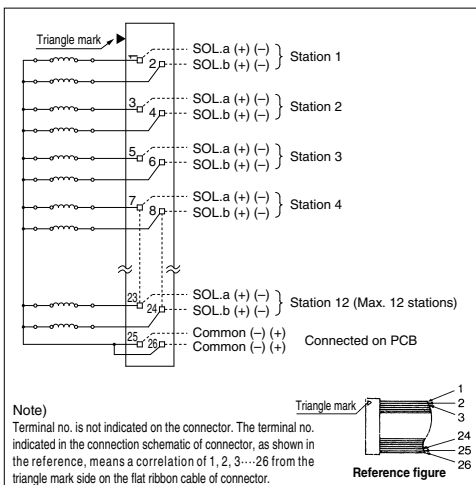 Triangle mark
1
SOL.a (+) (–)
2
SOL.b (+) (–)
Station 1
3
SOL.a (+) (–)
4
SOL.b (+) (–)
Station 2
5
SOL.a (+) (–)
6
SOL.b (+) (–)
Station 3
7
SOL.a (+) (–)
8
SOL.b (+) (–)
Station 4
23
SOL.a (+) (–)
24
SOL.b (+) (–)
Station 12 (Max. 12 stations)
25
Common (–) (+)
26
Common (–) (+)
Connected on PCB
Note)
Terminal no. is not indicated on the connector. The terminal no.
indicated in the connection schematic of connector, as shown in
the reference, means a correlation of 1, 2, 3····26 from the
triangle mark side on the flat ribbon cable of connector.
Triangle mark
1
2
3
24
25
26
Reference figure